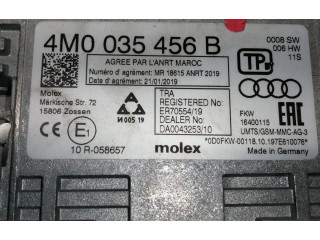 4M0 035 456 B
0008 SW
006 HW
11S
AGREE PAR L'ANRT MAROC
Numéro d'agrément: MR 18615 ANRT 2019
Date d'agrément: 21/01/2019
TP
Molex
Märkische Str. 72
15806 Zossen
TRA
REGISTERED No:
ER70554/19
DEALER No:
DA0043253/10
FKW
16400115
EAC
UMTS/GSM-MMC-AG-3
CE
E1
И 005 19
10 R-058657
molex
*0D0FKW-00118.10.197E610076*
Made in Germany